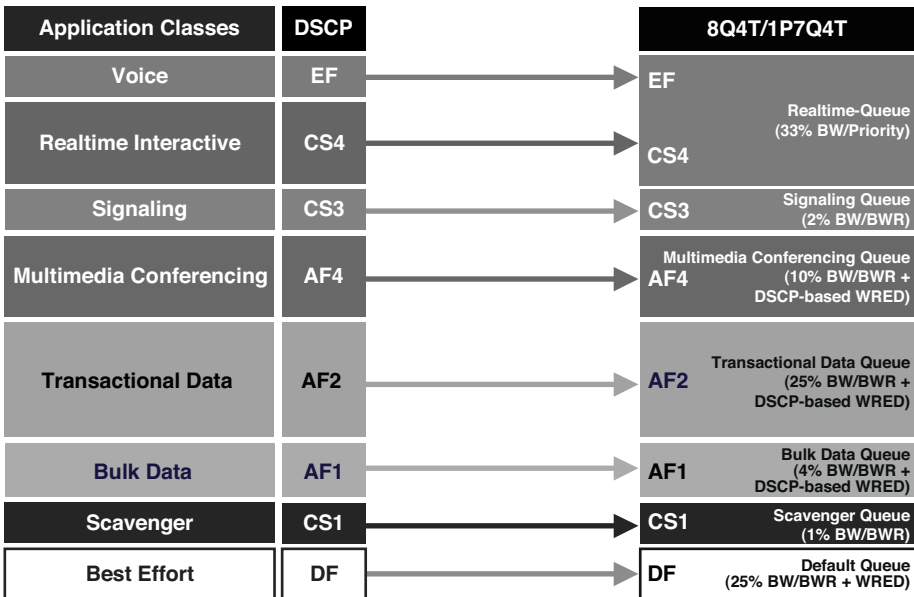 Application Classes DSCP 8Q4T/1P7Q4T
Voice EF EF
Realtime-Queue
(33% BW/Priority)
Realtime Interactive CS4 CS4
Signaling CS3 CS3 Signaling Queue
(2% BW/BWR)
Multimedia Conferencing AF4 AF4 Multimedia Conferencing Queue
(10% BW/BWR +
DSCP-based WRED)
Transactional Data AF2 AF2 Transactional Data Queue
(25% BW/BWR +
DSCP-based WRED)
Bulk Data AF1 AF1 Bulk Data Queue
(4% BW/BWR +
DSCP-based WRED)
Scavenger CS1 CS1 Scavenger Queue
(1% BW/BWR)
Best Effort DF DF Default Queue
(25% BW/BWR + WRED)